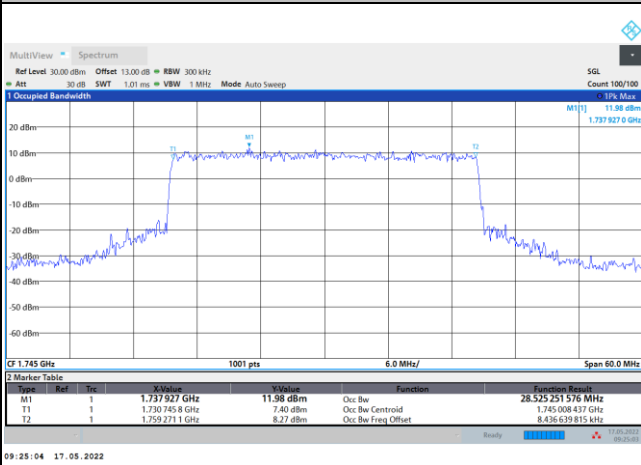 MultiView Spectrum
Ref Level 30.00 dBm Offset 13.00 dB RBW 300 kHz SGL
Att 30 dB SWT 1.01 ms VBW 1 MHz Mode Auto Sweep Count 100/100
1 Occupied Bandwidth 1Pk Max
M1[1] 11.98 dBm
1.737 927 0 GHz
20 dBm
M1
T1 T2
10 dBm
0 dBm
-10 dBm
-20 dBm
-30 dBm
-40 dBm
-50 dBm
-60 dBm
CF 1.745 GHz 1001 pts 6.0 MHz/ Span 60.0 MHz
2 Marker Table
Type Ref Trc X-Value Y-Value Function Function Result
M1 1 1.737 927 GHz 11.98 dBm Occ Bw 28.525 251 576 MHz
T1 1 1.730 745 8 GHz 7.40 dBm Occ Bw Centroid 1.745 008 437 GHz
T2 1 1.759 271 1 GHz 8.27 dBm Occ Bw Freq Offset 8.436 639 815 kHz
Ready 17.05.2022
09:25:03
09:25:04 17.05.2022